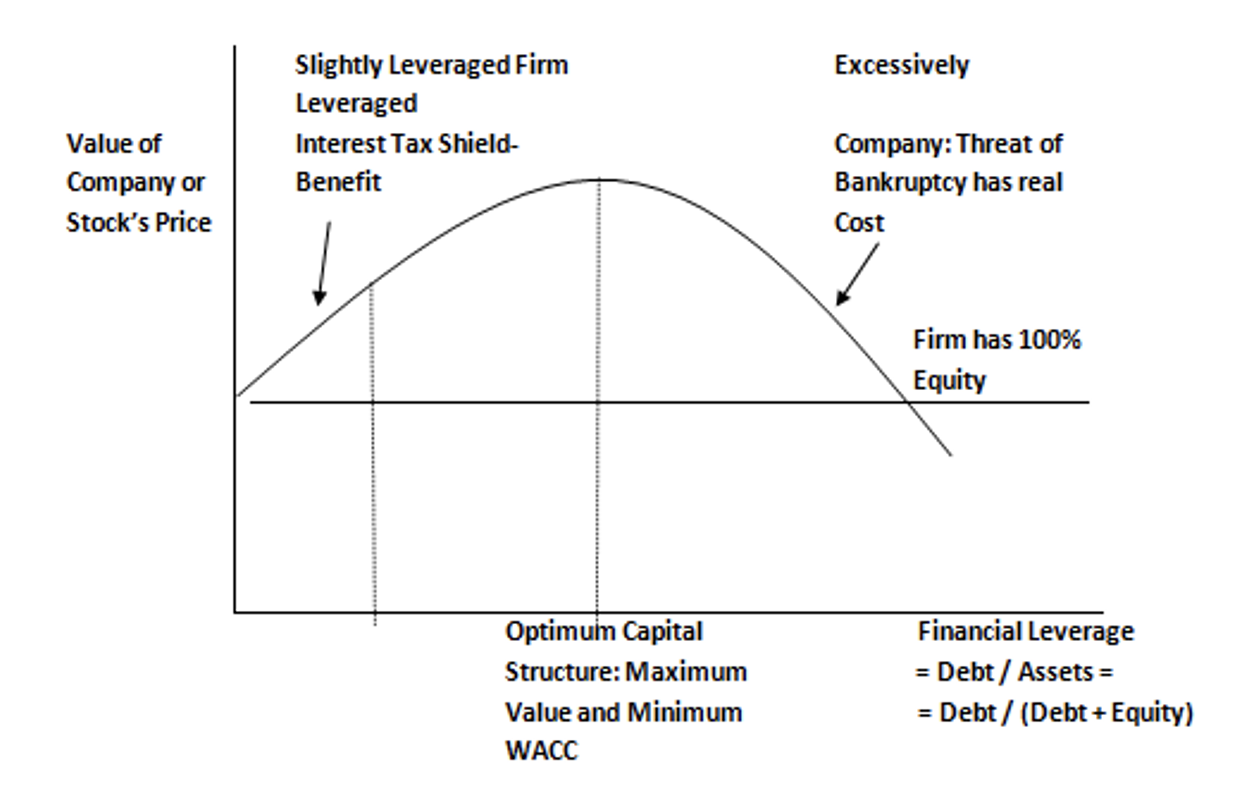 Slightly Leveraged Firm
Leveraged
Interest Tax Shield-
Benefit
Excessively
Company: Threat of
Bankruptcy has real
Cost
Value of
Company or
Stock's Price
Firm has 100%
Equity
Optimum Capital
Structure: Maximum
Value and Minimum
WACC
Financial Leverage
= Debt / Assets =
= Debt / (Debt + Equity)